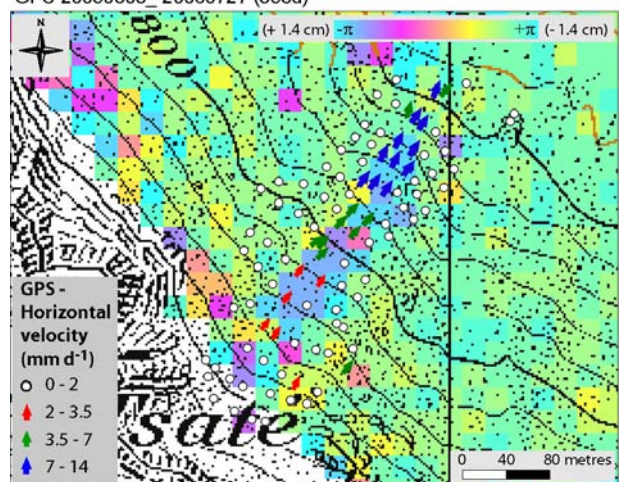 N
(+ 1.4 cm) -π +π (- 1.4 cm)
800
GPS -
Horizontal
velocity
(mm d-¹)
0 - 2
2 - 3.5
3.5 - 7
7 - 14
Tsate
0 40 80 metres